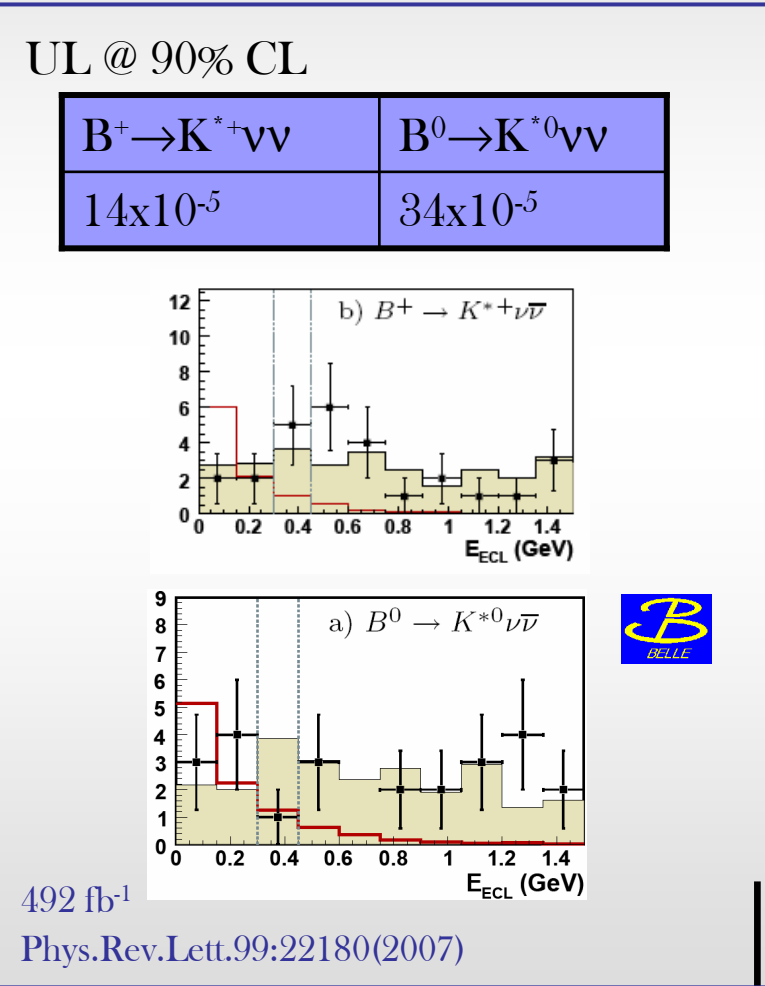 UL @ 90% CL
B⁺→K*⁺νν B⁰→K*⁰νν
14x10⁻⁵ 34x10⁻⁵
b) B⁺ → K*⁺νν̅
12
10
8
6
4
2
0
0 0.2 0.4 0.6 0.8 1 1.2 1.4
E_ECL (GeV)
a) B⁰ → K*⁰νν̅
9
8
7
6
5
4
3
2
1
0
0 0.2 0.4 0.6 0.8 1 1.2 1.4
E_ECL (GeV)
B
BELLE
492 fb⁻¹
Phys.Rev.Lett.99:22180(2007)